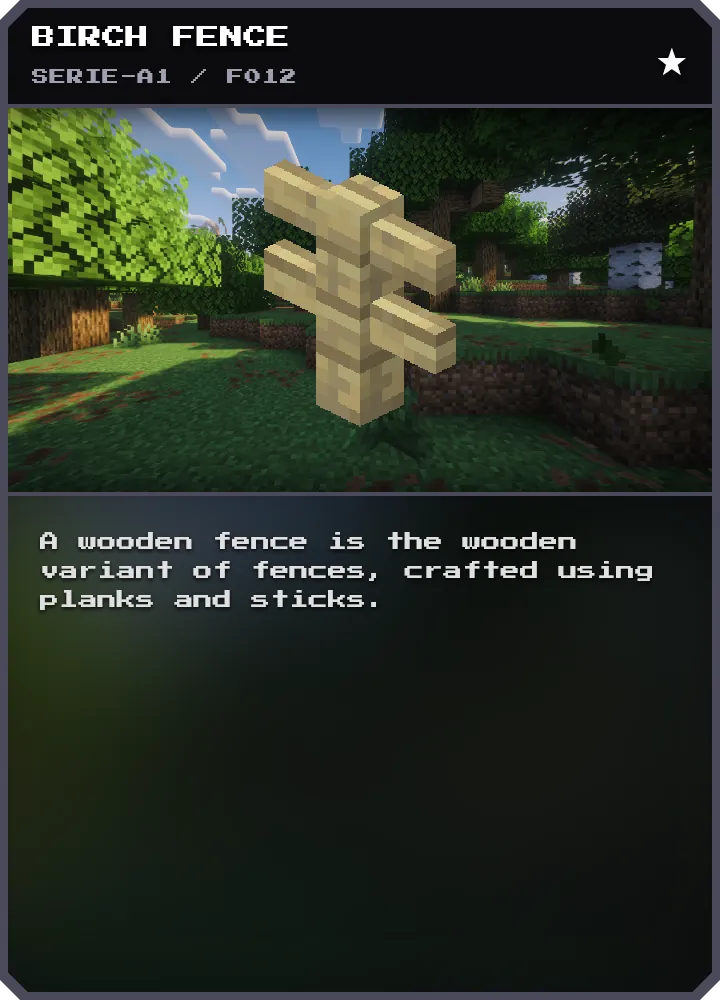 BIRCH FENCE
SERIE-A1 / F012
A wooden fence is the wooden
variant of fences, crafted using
planks and sticks.